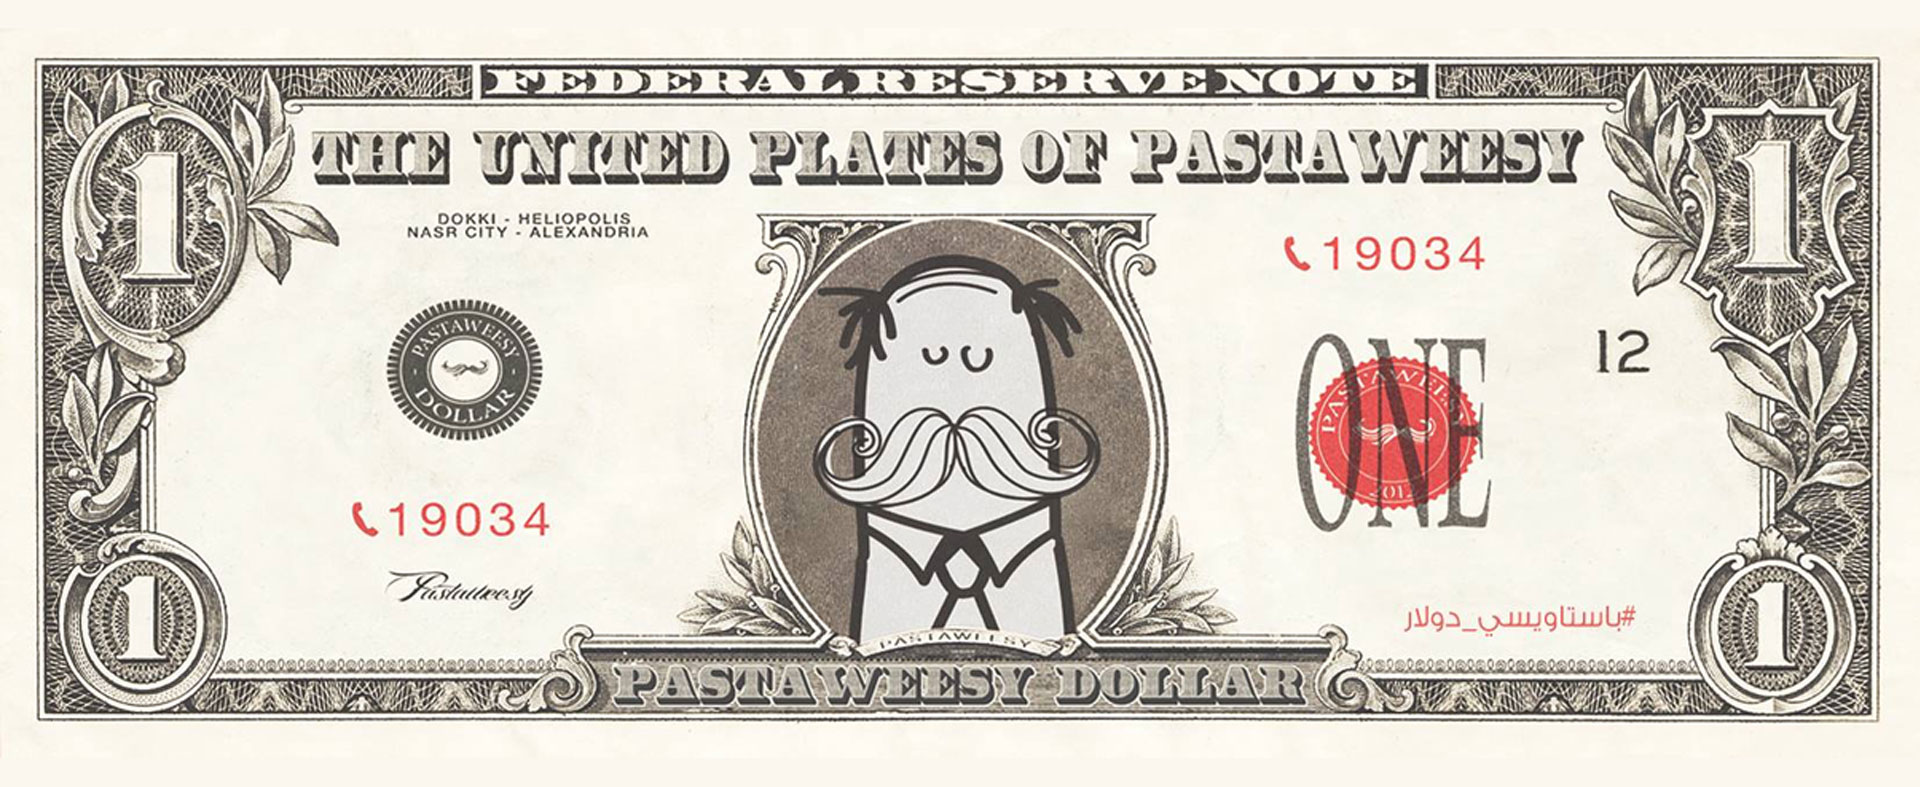 FEDERAL RESERVE NOTE
THE UNITED PLATES OF PASTAWEESY
1
1
DOKKI - HELIOPOLIS
NASR CITY - ALEXANDRIA
19034
PASTAWEESY
DOLLAR
ONE
PASTAWEESY
12
19034
Pastaweesy
#باستاويسي_دولار
1
1
PASTAWEESY
PASTAWEESY DOLLAR